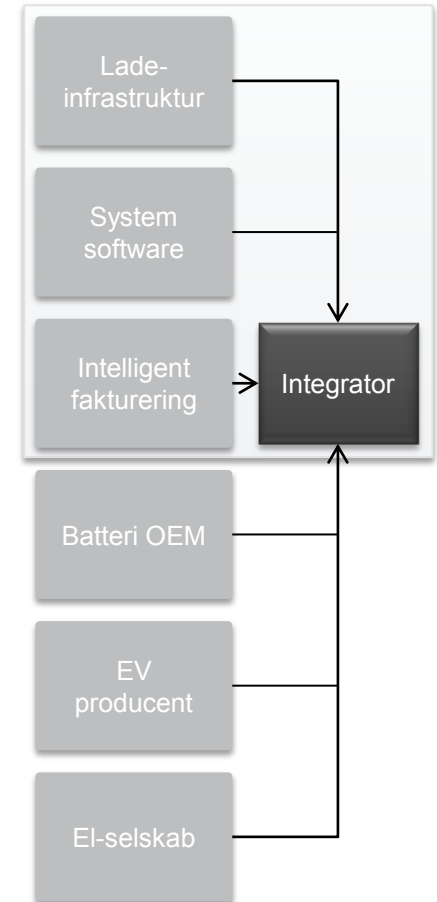 Lade-
infrastruktur
System
software
Intelligent
fakturering
Integrator
Batteri OEM
EV
producent
El-selskab